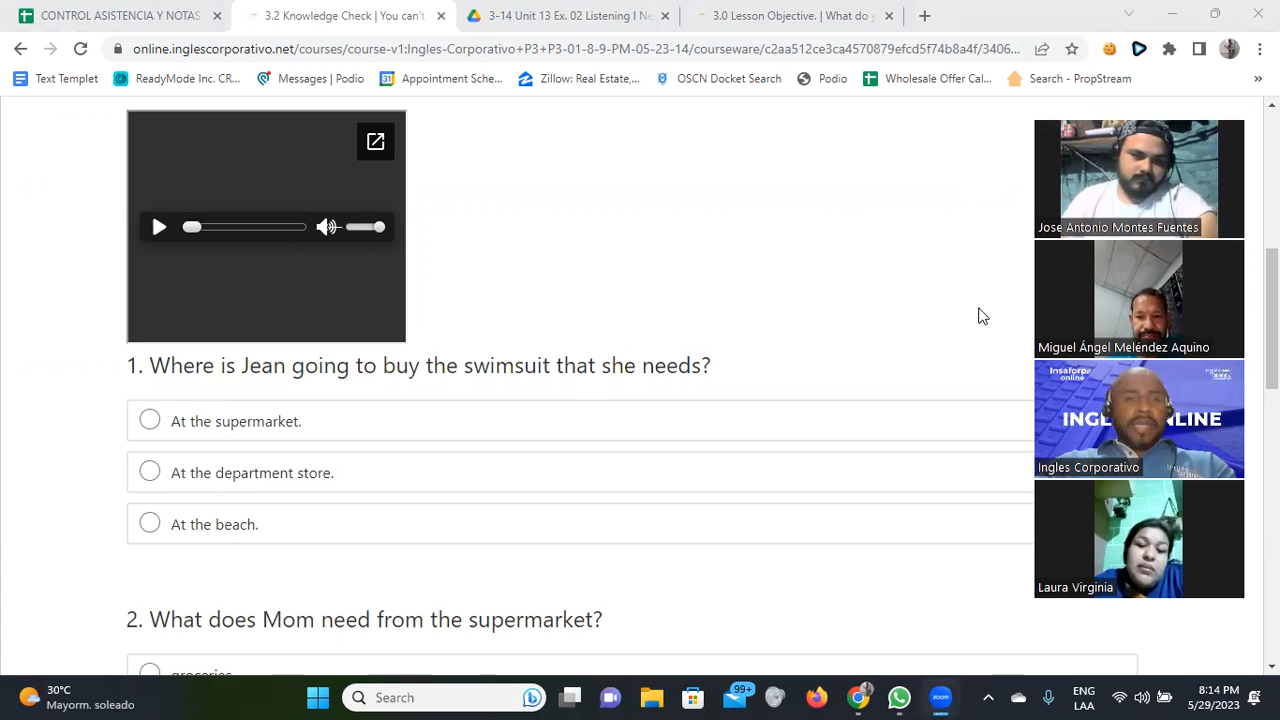 CONTROL ASISTENCIA Y NOTAS
3.2 Knowledge Check | You can't
3-14 Unit 13 Ex. 02 Listening I Ne
3.0 Lesson Objective. | What do y
online.inglescorporativo.net/courses/course-v1:Ingles-Corporativo+P3+P3-01-8-9-PM-05-23-14/courseware/c2aa512ce3ca4570879efcd5f74b8a4f/3406...
Text Templet
ReadyMode Inc. CR...
Messages | Podio
Appointment Sche...
Zillow: Real Estate,...
OSCN Docket Search
Podio
Wholesale Offer Cal...
Search - PropStream
»
Jose Antonio Montes Fuentes
Miguel Ángel Meléndez Aquino
Insaforp
online
INGL ONLINE
Ingles Corporativo
Laura Virginia
1. Where is Jean going to buy the swimsuit that she needs?
At the supermarket.
At the department store.
At the beach.
2. What does Mom need from the supermarket?
groceries
30°C
Mayorm. soleado
Search
99+
zoom
ENG
LAA
8:14 PM
5/29/2023